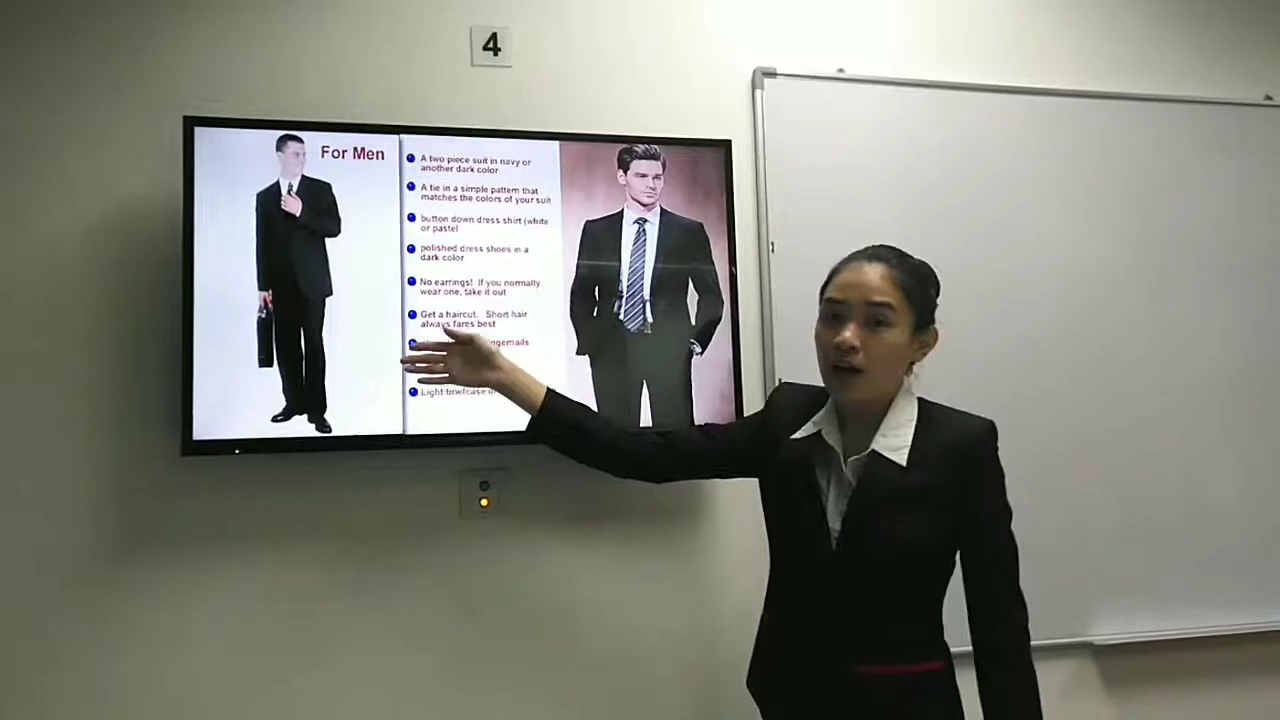 4
For Men
A two piece suit in navy or
another dark color
A tie in a simple pattern that
matches the colors of your suit
button down dress shirt (white
or pastel
polished dress shoes in a
dark color
No earrings! If you normally
wear one, take it out
Get a haircut. Short hair
always fares best
Light briefcase